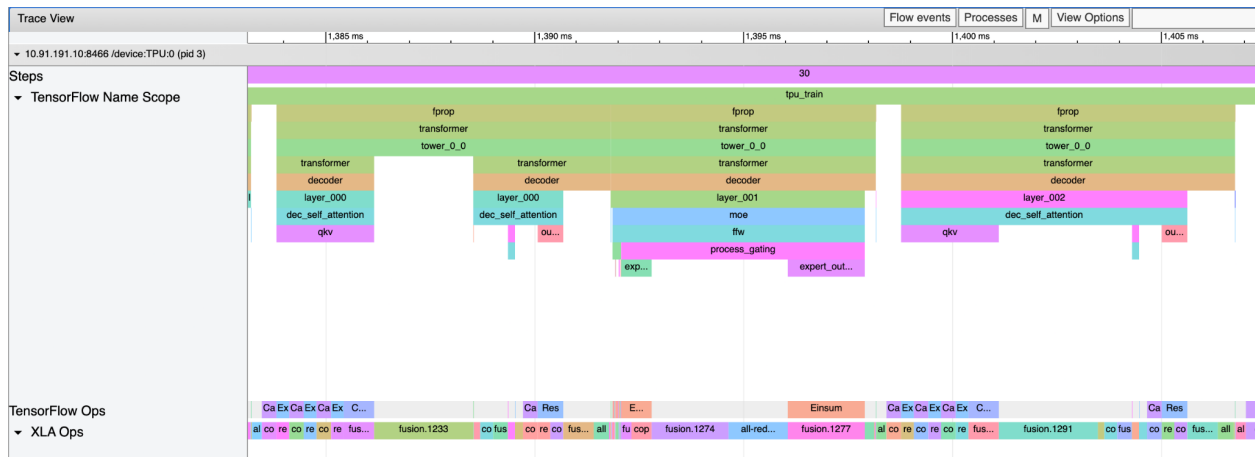 Trace View Flow events Processes M View Options
1,385 ms 1,390 ms 1,395 ms 1,400 ms 1,405 ms
10.91.191.10:8466 /device:TPU:0 (pid 3)
Steps 30
TensorFlow Name Scope tpu_train
fprop fprop fprop
transformer transformer transformer
tower_0_0 tower_0_0 tower_0_0
transformer transformer transformer transformer
decoder decoder decoder decoder
layer_000 layer_000 layer_001 layer_002
dec_self_attention dec_self_attention moe dec_self_attention
qkv ou... ffw qkv ou...
process_gating
exp... expert_out...
TensorFlow Ops Ca Ex Ca Ex Ca Ex C... Ca Res E... Einsum Ca Ex Ca Ex Ca Ex C... Ca Res
XLA Ops al co re co re co re fus... fusion.1233 co fus co re co fus... all fu cop fusion.1274 all-red... fusion.1277 al co re co re co re fus... fusion.1291 co fus co re co fus... all al